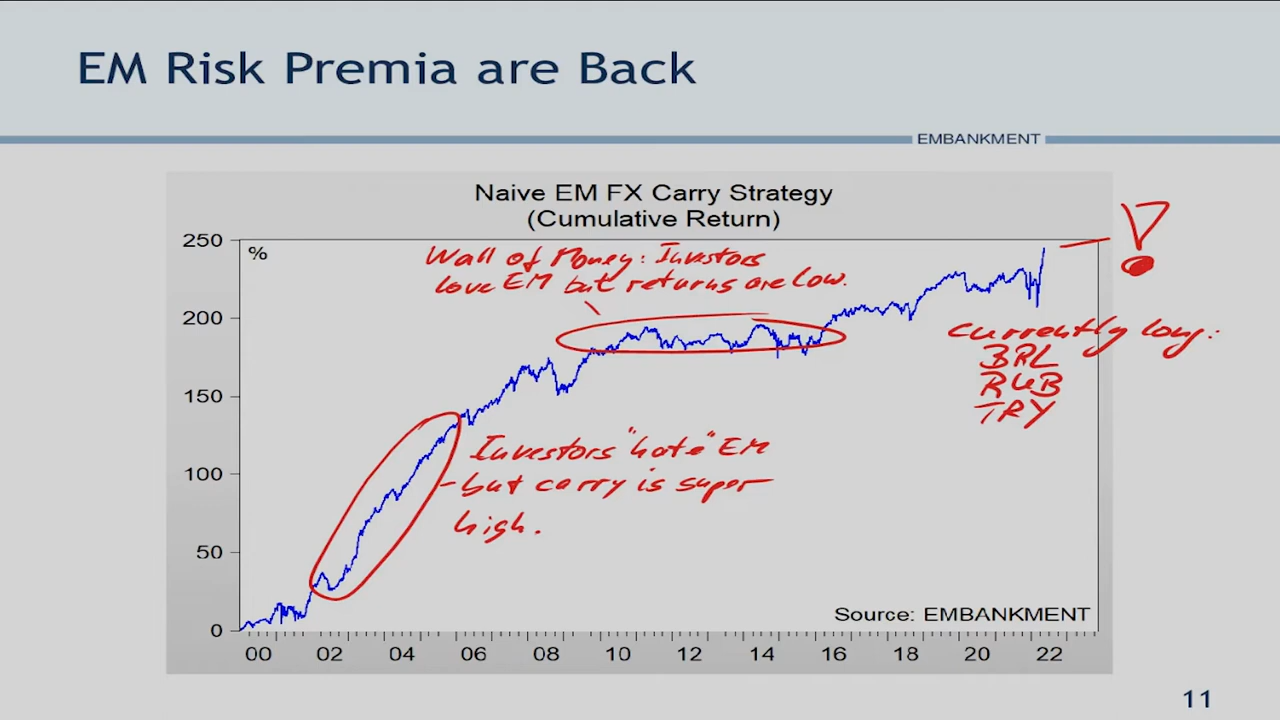 EM Risk Premia are Back
EMBANKMENT
Naive EM FX Carry Strategy
(Cumulative Return)
250
%
Wall of Money: Investors
love EM but returns are low.
!
200
Currently long:
BRL
RUB
TRY
150
Investors "hate" EM
100
- but carry is super
high.
50
Source: EMBANKMENT
0
00 02 04 06 08 10 12 14 16 18 20 22
11